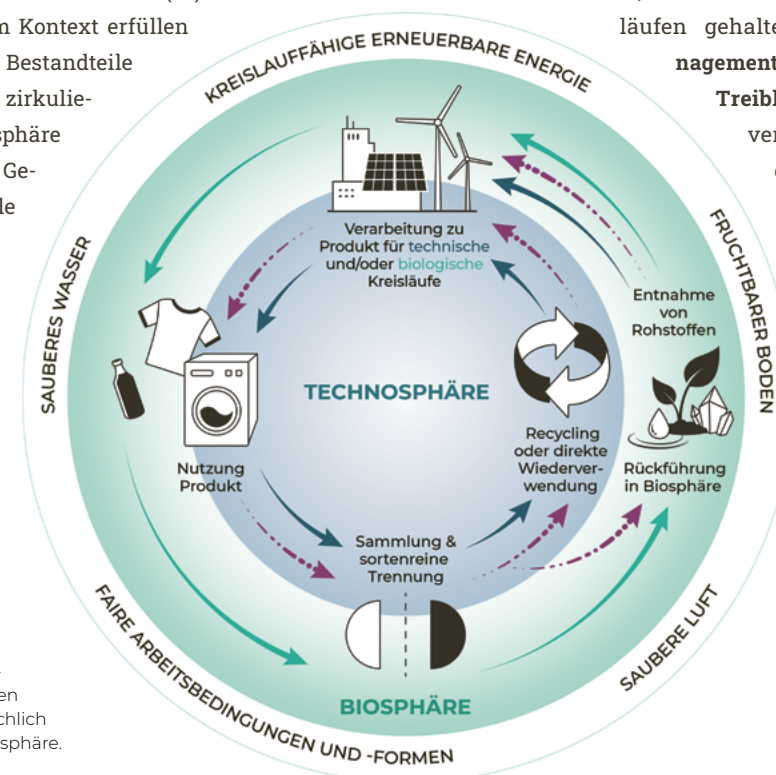 m Kontext erfüllen
Bestandteile
zirkulie-
sphäre
Ge-
le
läufen gehalte
nagement
Treibl
ver
KREISLAUFFÄHIGE ERNEUERBARE ENERGIE
SAUBERES WASSER
FRUCHTBARER BODEN
Verarbeitung zu
Produkt für technische
und/oder biologische
Kreisläufe
Entnahme
von
Rohstoffen
TECHNOSPHÄRE
Recycling
oder direkte
Wiederver-
wendung
Rückführung
in Biosphäre
Nutzung
Produkt
Sammlung &
sortenreine
Trennung
BIOSPHÄRE
FAIRE ARBEITSBEDINGUNGEN UND -FORMEN
SAUBERE LUFT
en
chlich
sphäre.